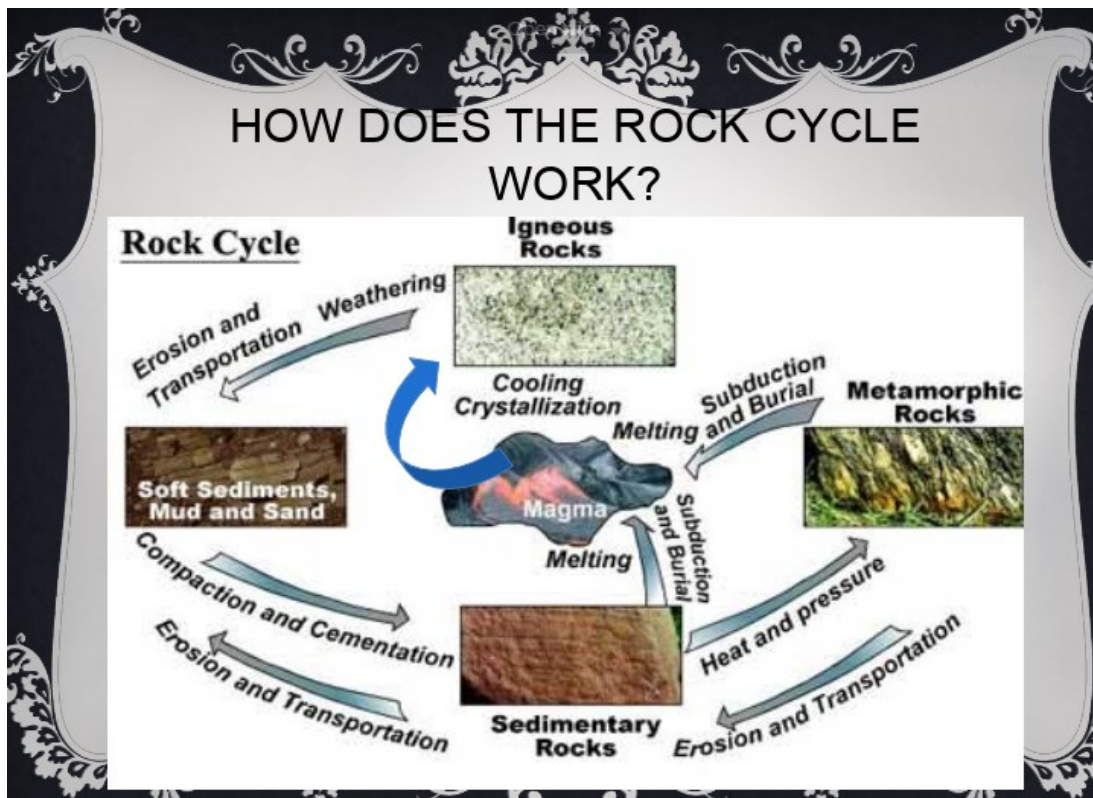 HOW DOES THE ROCK CYCLE
WORK?
Rock Cycle
Igneous
Rocks
Weathering
Erosion and
Transportation
Cooling
Crystallization
Subduction
and Burial
Melting
Metamorphic
Rocks
Soft Sediments,
Mud and Sand
Magma
Melting
Subduction
and Burial
Compaction and Cementation
Heat and pressure
Erosion and Transportation
Erosion and Transportation
Sedimentary
Rocks